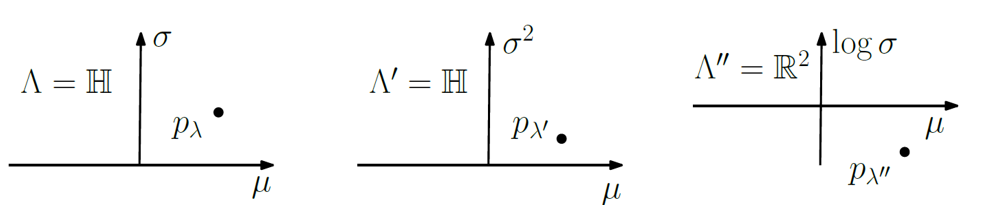 σ
Λ = ℍ
p_λ
μ
σ²
Λ′ = ℍ
p_λ′
μ
log σ
Λ″ = ℝ²
μ
p_λ″